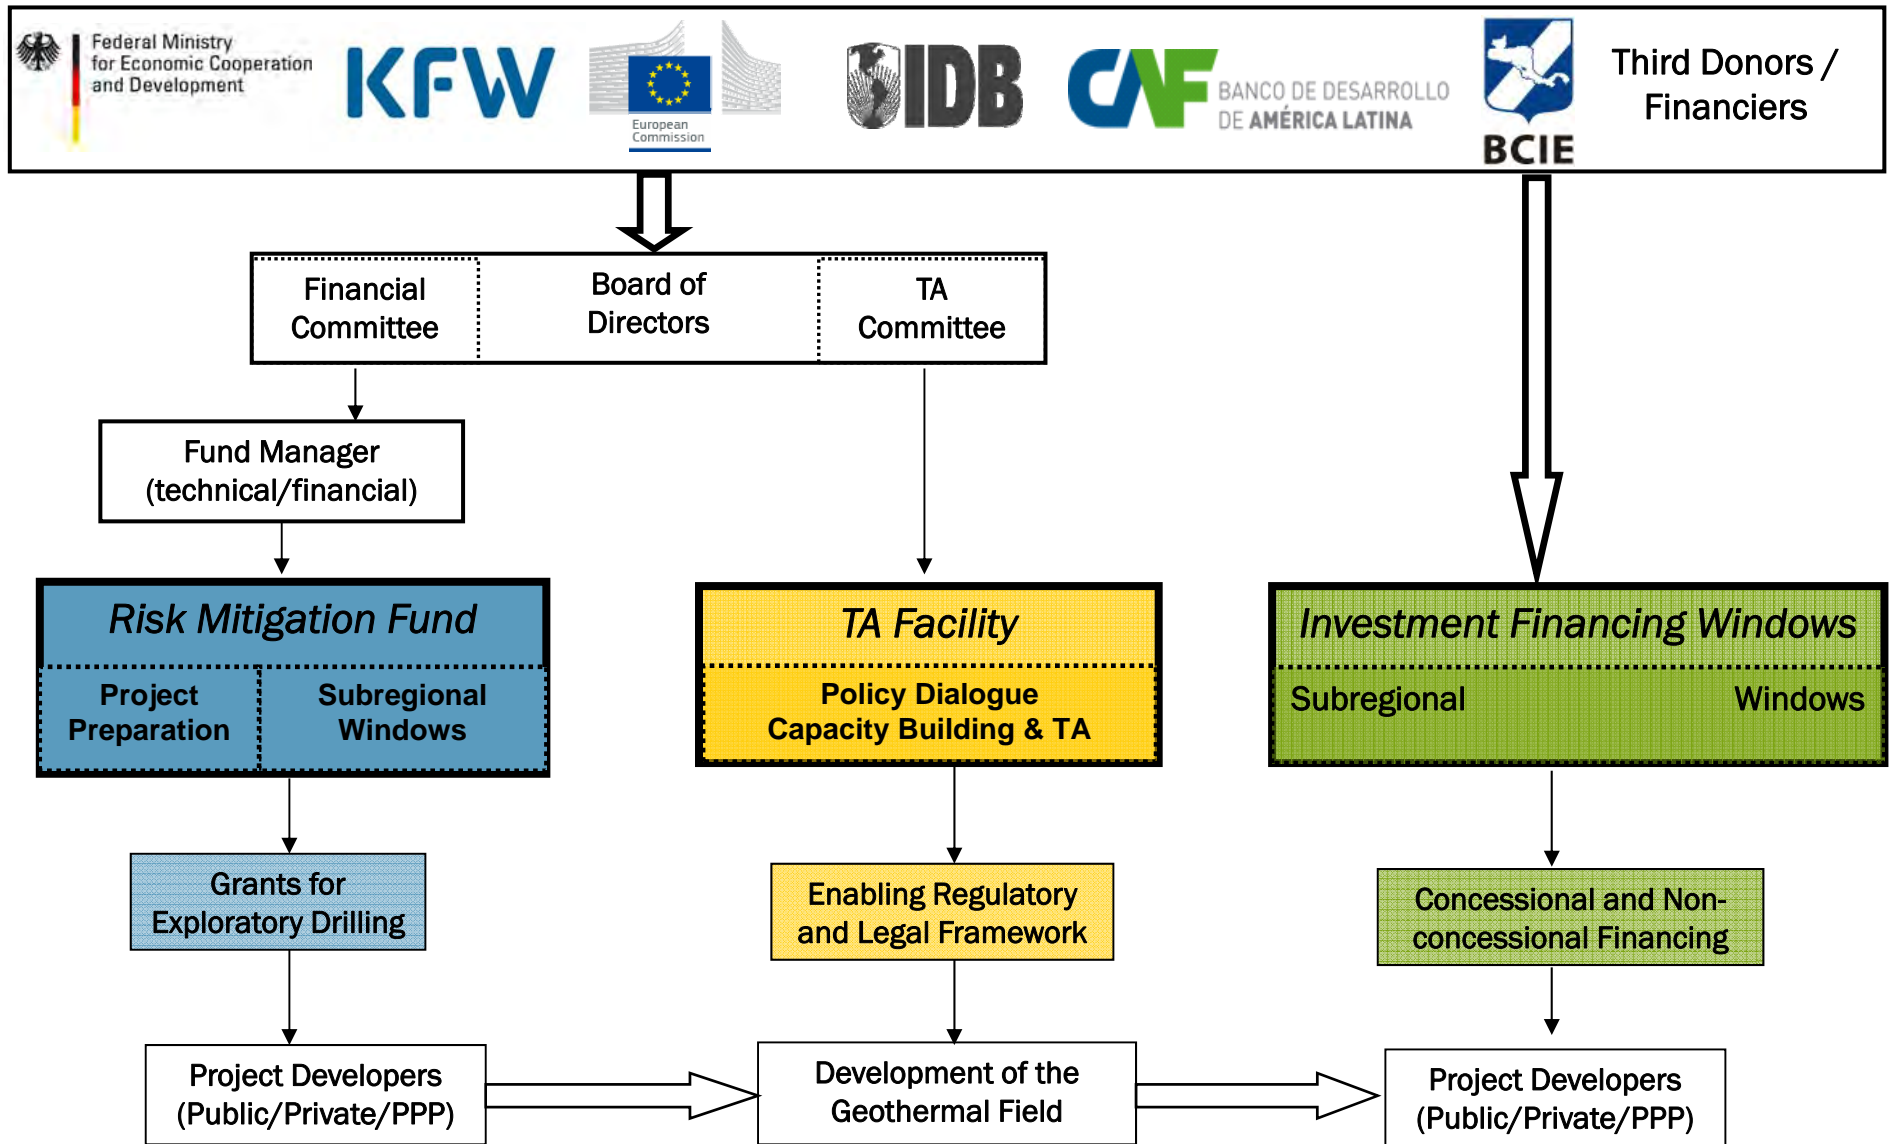 Federal Ministry
for Economic Cooperation
and Development
KFW
European
Commission
IDB
CAF
BANCO DE DESARROLLO
DE AMÉRICA LATINA
BCIE
Third Donors /
Financiers
Financial
Committee
Board of
Directors
TA
Committee
Fund Manager
(technical/financial)
Risk Mitigation Fund
Project
Preparation
Subregional
Windows
TA Facility
Policy Dialogue
Capacity Building & TA
Investment Financing Windows
Subregional Windows
Grants for
Exploratory Drilling
Enabling Regulatory
and Legal Framework
Concessional and Non-
concessional Financing
Project Developers
(Public/Private/PPP)
Development of the
Geothermal Field
Project Developers
(Public/Private/PPP)